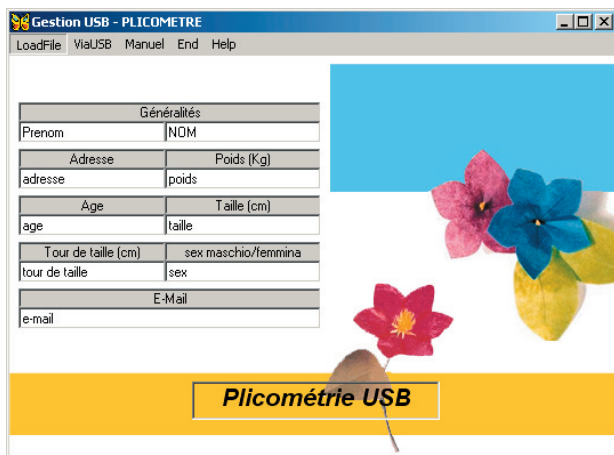 Gestion USB - PLICOMETRE
LoadFile ViaUSB Manuel End Help
Généralités
Prenom NOM
Adresse Poids (Kg)
adresse poids
Age Taille (cm)
age taille
Tour de taille (cm) sex maschio/femmina
tour de taille sex
E-Mail
e-mail
Plicométrie USB